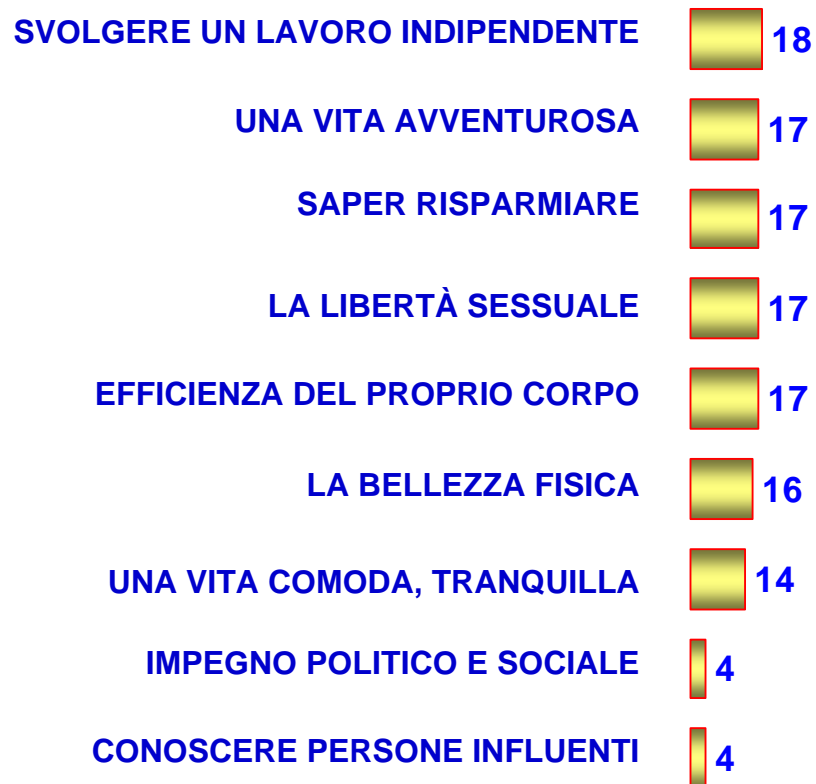 SVOLGERE UN LAVORO INDIPENDENTE 18
UNA VITA AVVENTUROSA 17
SAPER RISPARMIARE 17
LA LIBERTÀ SESSUALE 17
EFFICIENZA DEL PROPRIO CORPO 17
LA BELLEZZA FISICA 16
UNA VITA COMODA, TRANQUILLA 14
IMPEGNO POLITICO E SOCIALE 4
CONOSCERE PERSONE INFLUENTI 4